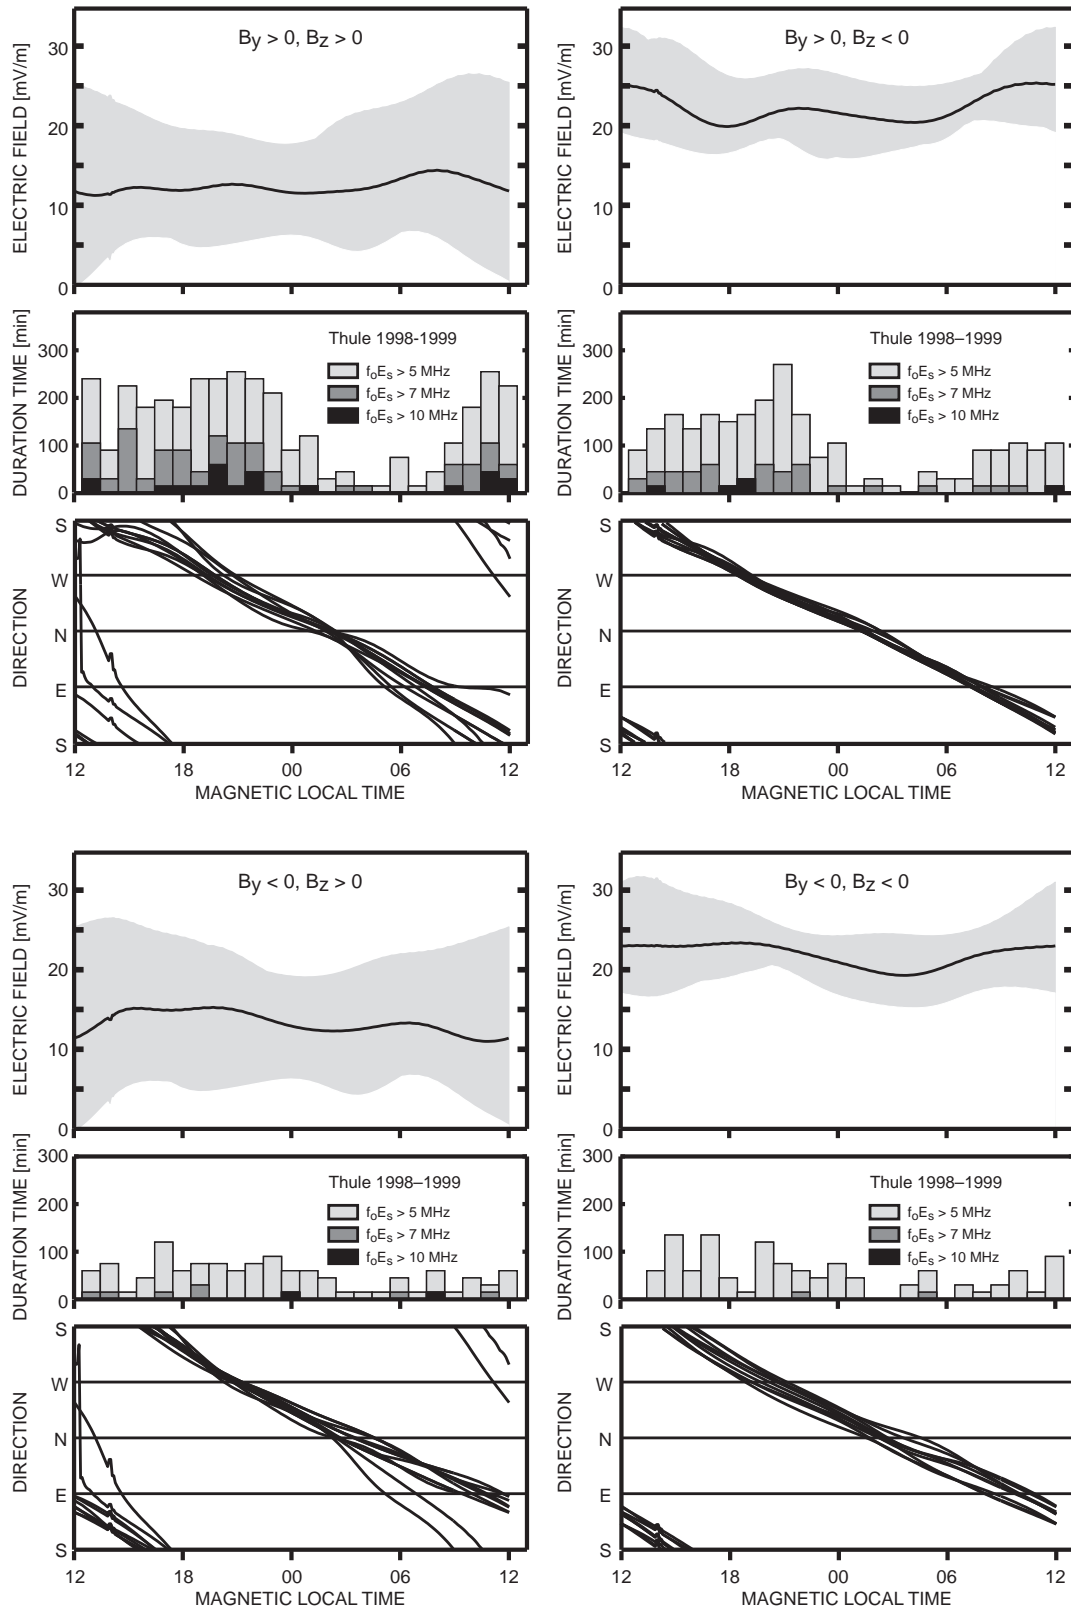 By > 0, Bz > 0
ELECTRIC FIELD [mV/m]
30
20
10
0
By > 0, Bz < 0
ELECTRIC FIELD [mV/m]
30
20
10
0
DURATION TIME [min]
300
200
100
0
Thule 1998-1999
foEs > 5 MHz
foEs > 7 MHz
foEs > 10 MHz
DURATION TIME [min]
300
200
100
0
Thule 1998–1999
foEs > 5 MHz
foEs > 7 MHz
foEs > 10 MHz
DIRECTION
S
W
N
E
S
12 18 00 06 12
MAGNETIC LOCAL TIME
DIRECTION
S
W
N
E
S
12 18 00 06 12
MAGNETIC LOCAL TIME
By < 0, Bz > 0
ELECTRIC FIELD [mV/m]
30
20
10
0
By < 0, Bz < 0
ELECTRIC FIELD [mV/m]
30
20
10
0
DURATION TIME [min]
300
200
100
0
Thule 1998–1999
foEs > 5 MHz
foEs > 7 MHz
foEs > 10 MHz
DURATION TIME [min]
300
200
100
0
Thule 1998–1999
foEs > 5 MHz
foEs > 7 MHz
foEs > 10 MHz
DIRECTION
S
W
N
E
S
12 18 00 06 12
MAGNETIC LOCAL TIME
DIRECTION
S
W
N
E
S
12 18 00 06 12
MAGNETIC LOCAL TIME